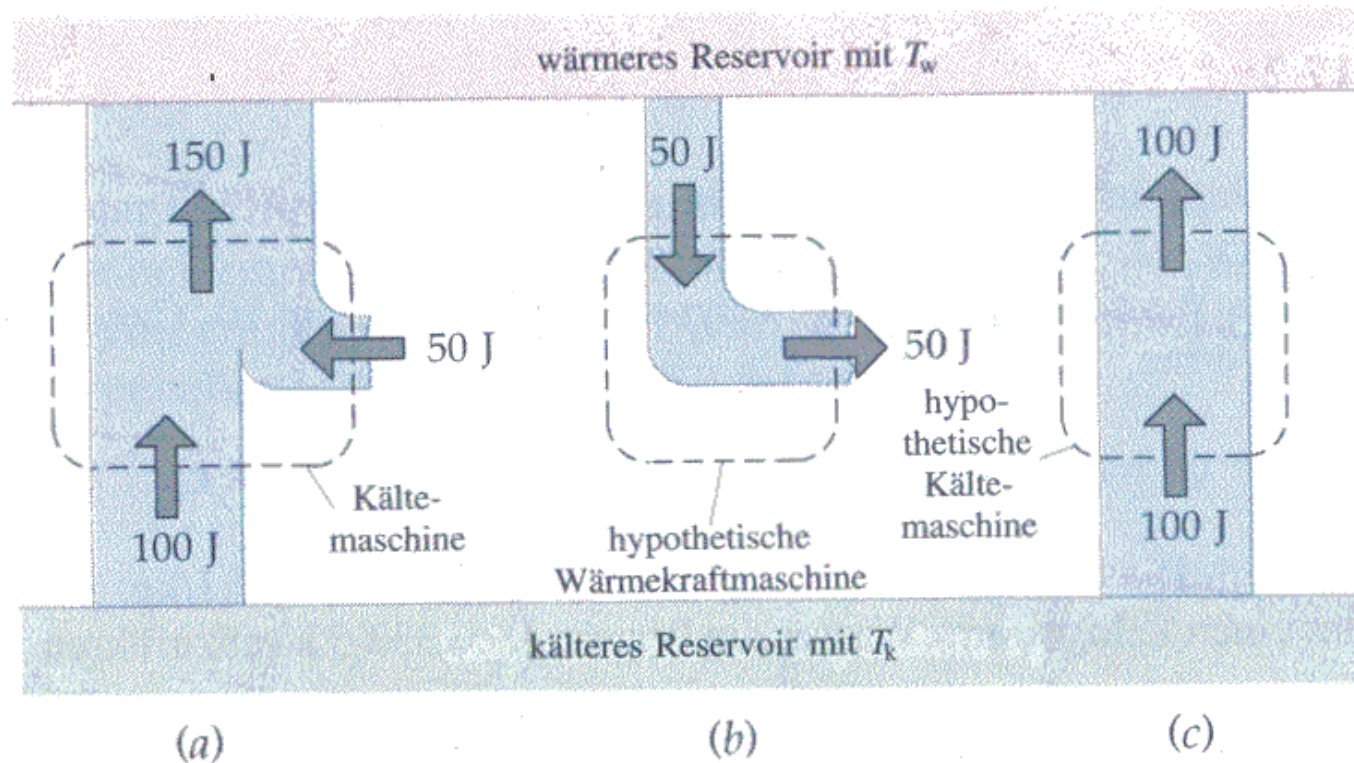 wärmeres Reservoir mit T_w
150 J
50 J
100 J
Kälte-
maschine
50 J
50 J
hypothetische
Wärmekraftmaschine
100 J
hypo-
thetische
Kälte-
maschine
100 J
kälteres Reservoir mit T_k
(a)
(b)
(c)